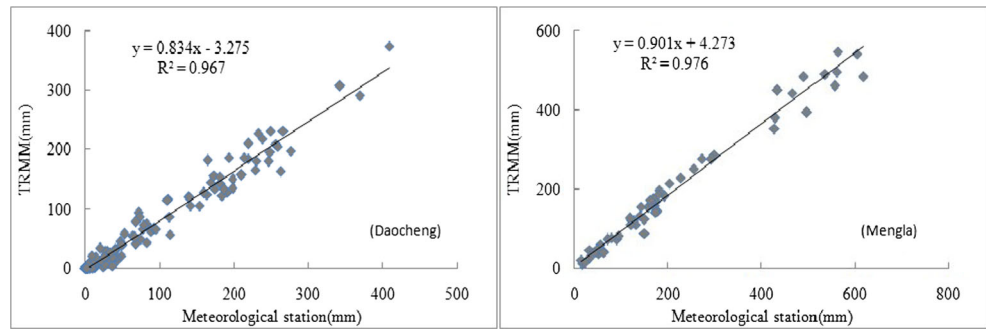 y = 0.834x - 3.275
R² = 0.967
TRMM(mm)
400
300
200
100
0
0 100 200 300 400 500
Meteorological station(mm)
(Daocheng)
y = 0.901x + 4.273
R² = 0.976
TRMM(mm)
600
400
200
0
0 200 400 600 800
Meteorological station(mm)
(Mengla)